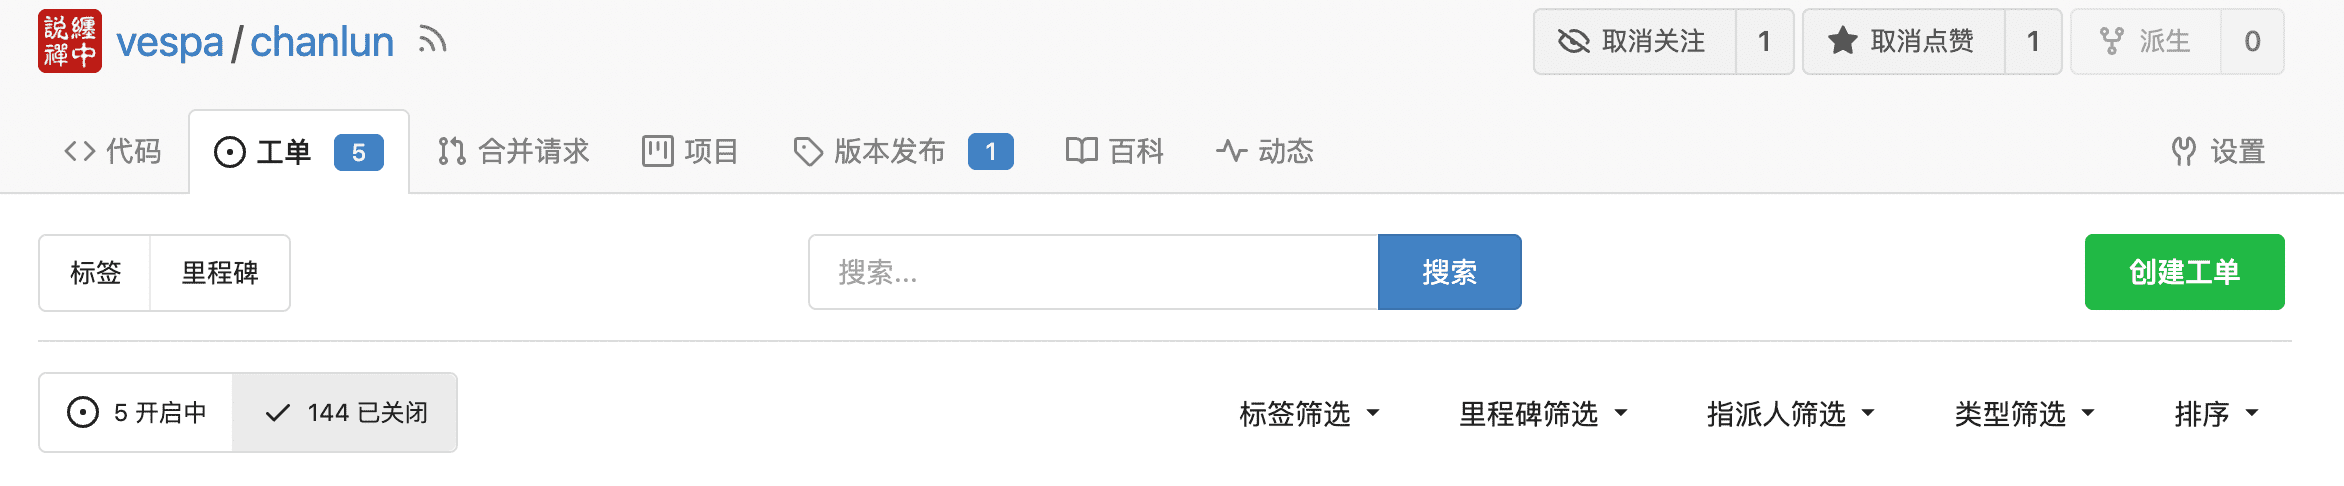 說纏
禪中
vespa/chanlun
取消关注 1
取消点赞 1
派生 0
代码
工单 5
合并请求
项目
版本发布 1
百科
动态
设置
标签
里程碑
搜索...
搜索
创建工单
5 开启中
144 已关闭
标签筛选
里程碑筛选
指派人筛选
类型筛选
排序